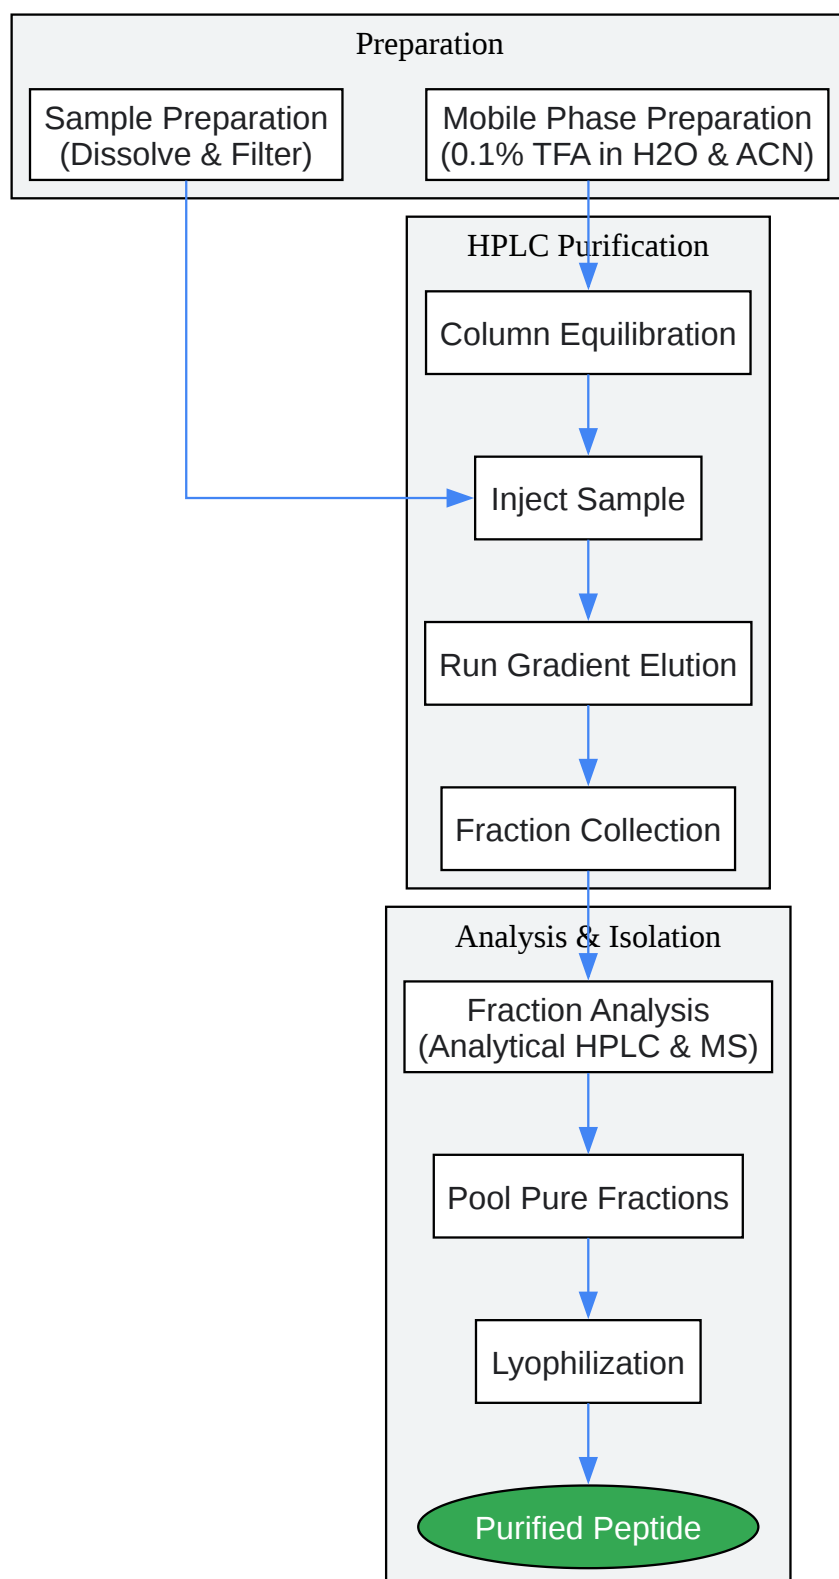 Preparation
Sample Preparation
(Dissolve & Filter)
Mobile Phase Preparation
(0.1% TFA in H2O & ACN)
HPLC Purification
Column Equilibration
Inject Sample
Run Gradient Elution
Fraction Collection
Analysis & Isolation
Fraction Analysis
(Analytical HPLC & MS)
Pool Pure Fractions
Lyophilization
Purified Peptide